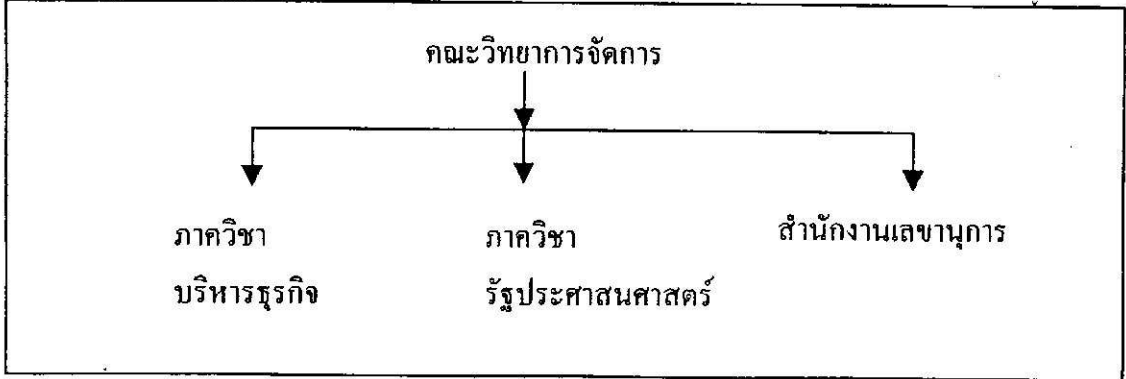 คณะวิทยาการจัดการ
ภาควิชา
บริหารธุรกิจ
ภาควิชา
รัฐประศาสนศาสตร์
สำนักงานเลขานุการ